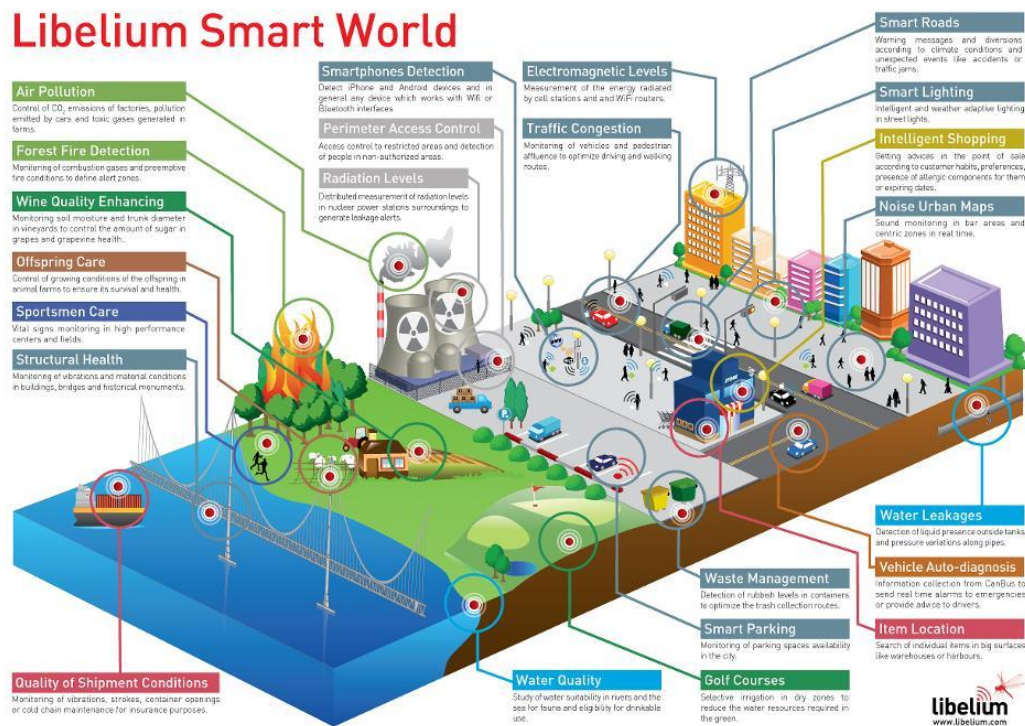 Libelium Smart World
Air Pollution
Control of CO₂ emissions of factories, pollution
emitted by cars and toxic gases generated in
farms.
Forest Fire Detection
Monitoring of combustion gases and preemptive
fire conditions to define alert zones.
Wine Quality Enhancing
Monitoring soil moisture and trunk diameter
in vineyards to control the amount of sugar in
grapes and grapevine health.
Offspring Care
Control of growing conditions of the offspring in
animal farms to ensure its survival and health.
Sportsmen Care
Vital signs monitoring in high performance
centers and fields.
Structural Health
Monitoring of vibrations and material conditions
in buildings, bridges and historical monuments.
Quality of Shipment Conditions
Monitoring of vibrations, strokes, container openings
or cold chain maintenance for insurance purposes.
Smartphones Detection
Detect iPhone and Android devices and in
general any device which works with Wifi or
Bluetooth interfaces.
Perimeter Access Control
Access control to restricted areas and detection
of people in non-authorized areas.
Radiation Levels
Distributed measurement of radiation levels
in nuclear power stations surroundings to
generate leakage alerts.
Electromagnetic Levels
Measurement of the energy radiated
by cell stations and and WiFi routers.
Traffic Congestion
Monitoring of vehicles and pedestrian
affluence to optimize driving and walking
routes.
Smart Roads
Warning messages and diversions
according to climate conditions and
unexpected events like accidents or
traffic jams.
Smart Lighting
Intelligent and weather adaptive lighting
in street lights.
Intelligent Shopping
Getting advices in the point of sale
according to customer habits, preferences,
presence of allergic components for them
or expiring dates.
Noise Urban Maps
Sound monitoring in bar areas and
centric zones in real time.
Water Leakages
Detection of liquid presence outside tanks
and pressure variations along pipes.
Vehicle Auto-diagnosis
Information collection from CanBus to
send real time alarms to emergencies
or provide advice to drivers.
Item Location
Search of individual items in big surfaces
like warehouses or harbours.
Waste Management
Detection of rubbish levels in containers
to optimize the trash collection routes.
Smart Parking
Monitoring of parking spaces availability
in the city.
Golf Courses
Selective irrigation in dry zones to
reduce the water resources required in
the green.
Water Quality
Study of water suitability in rivers and the
sea for fauna and eligibility for drinkable
use.
P
libelium
www.libelium.com